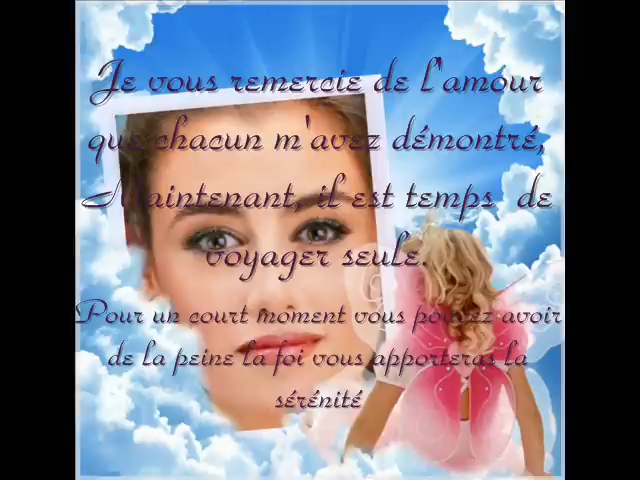 Je vous remercie de l'amour
que chacun m'avez démontré,
Maintenant, il est temps de
voyager seule.
Pour un court moment vous pouvez avoir
de la peine la foi vous apporteras la
sérénité